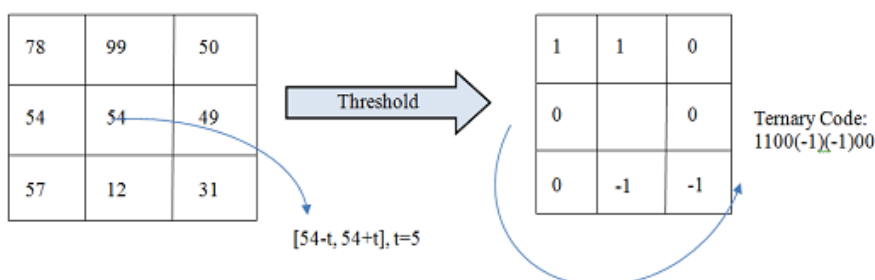 78 99 50
54 54 49
57 12 31
[54-t, 54+t], t=5
Threshold
1 1 0
0 0
0 -1 -1
Ternary Code:
1100(-1)(-1)00